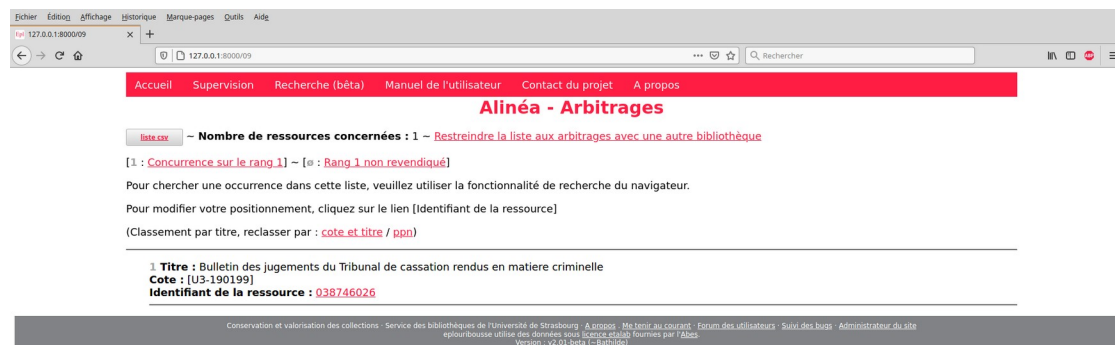 Fichier Édition Affichage Historique Marque-pages Outils Aide
Epl 127.0.0.1:8000/09 × +
127.0.0.1:8000/09 ... Rechercher ABP
Accueil Supervision Recherche (bêta) Manuel de l'utilisateur Contact du projet A propos
Alinéa - Arbitrages
liste csv ~ Nombre de ressources concernées : 1 ~ Restreindre la liste aux arbitrages avec une autre bibliothèque
[1 : Concurrence sur le rang 1] ~ [ø : Rang 1 non revendiqué]
Pour chercher une occurrence dans cette liste, veuillez utiliser la fonctionnalité de recherche du navigateur.
Pour modifier votre positionnement, cliquez sur le lien [Identifiant de la ressource]
(Classement par titre, reclasser par : cote et titre / ppn)
1 Titre : Bulletin des jugements du Tribunal de cassation rendus en matiere criminelle
Cote : [U3-190199]
Identifiant de la ressource : 038746026
Conservation et valorisation des collections · Service des bibliothèques de l'Université de Strasbourg · A propos · Me tenir au courant · Forum des utilisateurs · Suivi des bugs · Administrateur du site
eplouribousse utilise des données sous licence etalab fournies par l'Abes.
Version : v2.01-beta (~Bathilde)